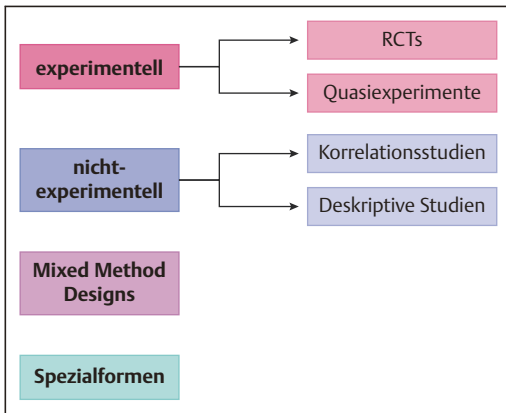 experimentell
RCTs
Quasiexperimente
nicht-
experimentell
Korrelationsstudien
Deskriptive Studien
Mixed Method
Designs
Spezialformen